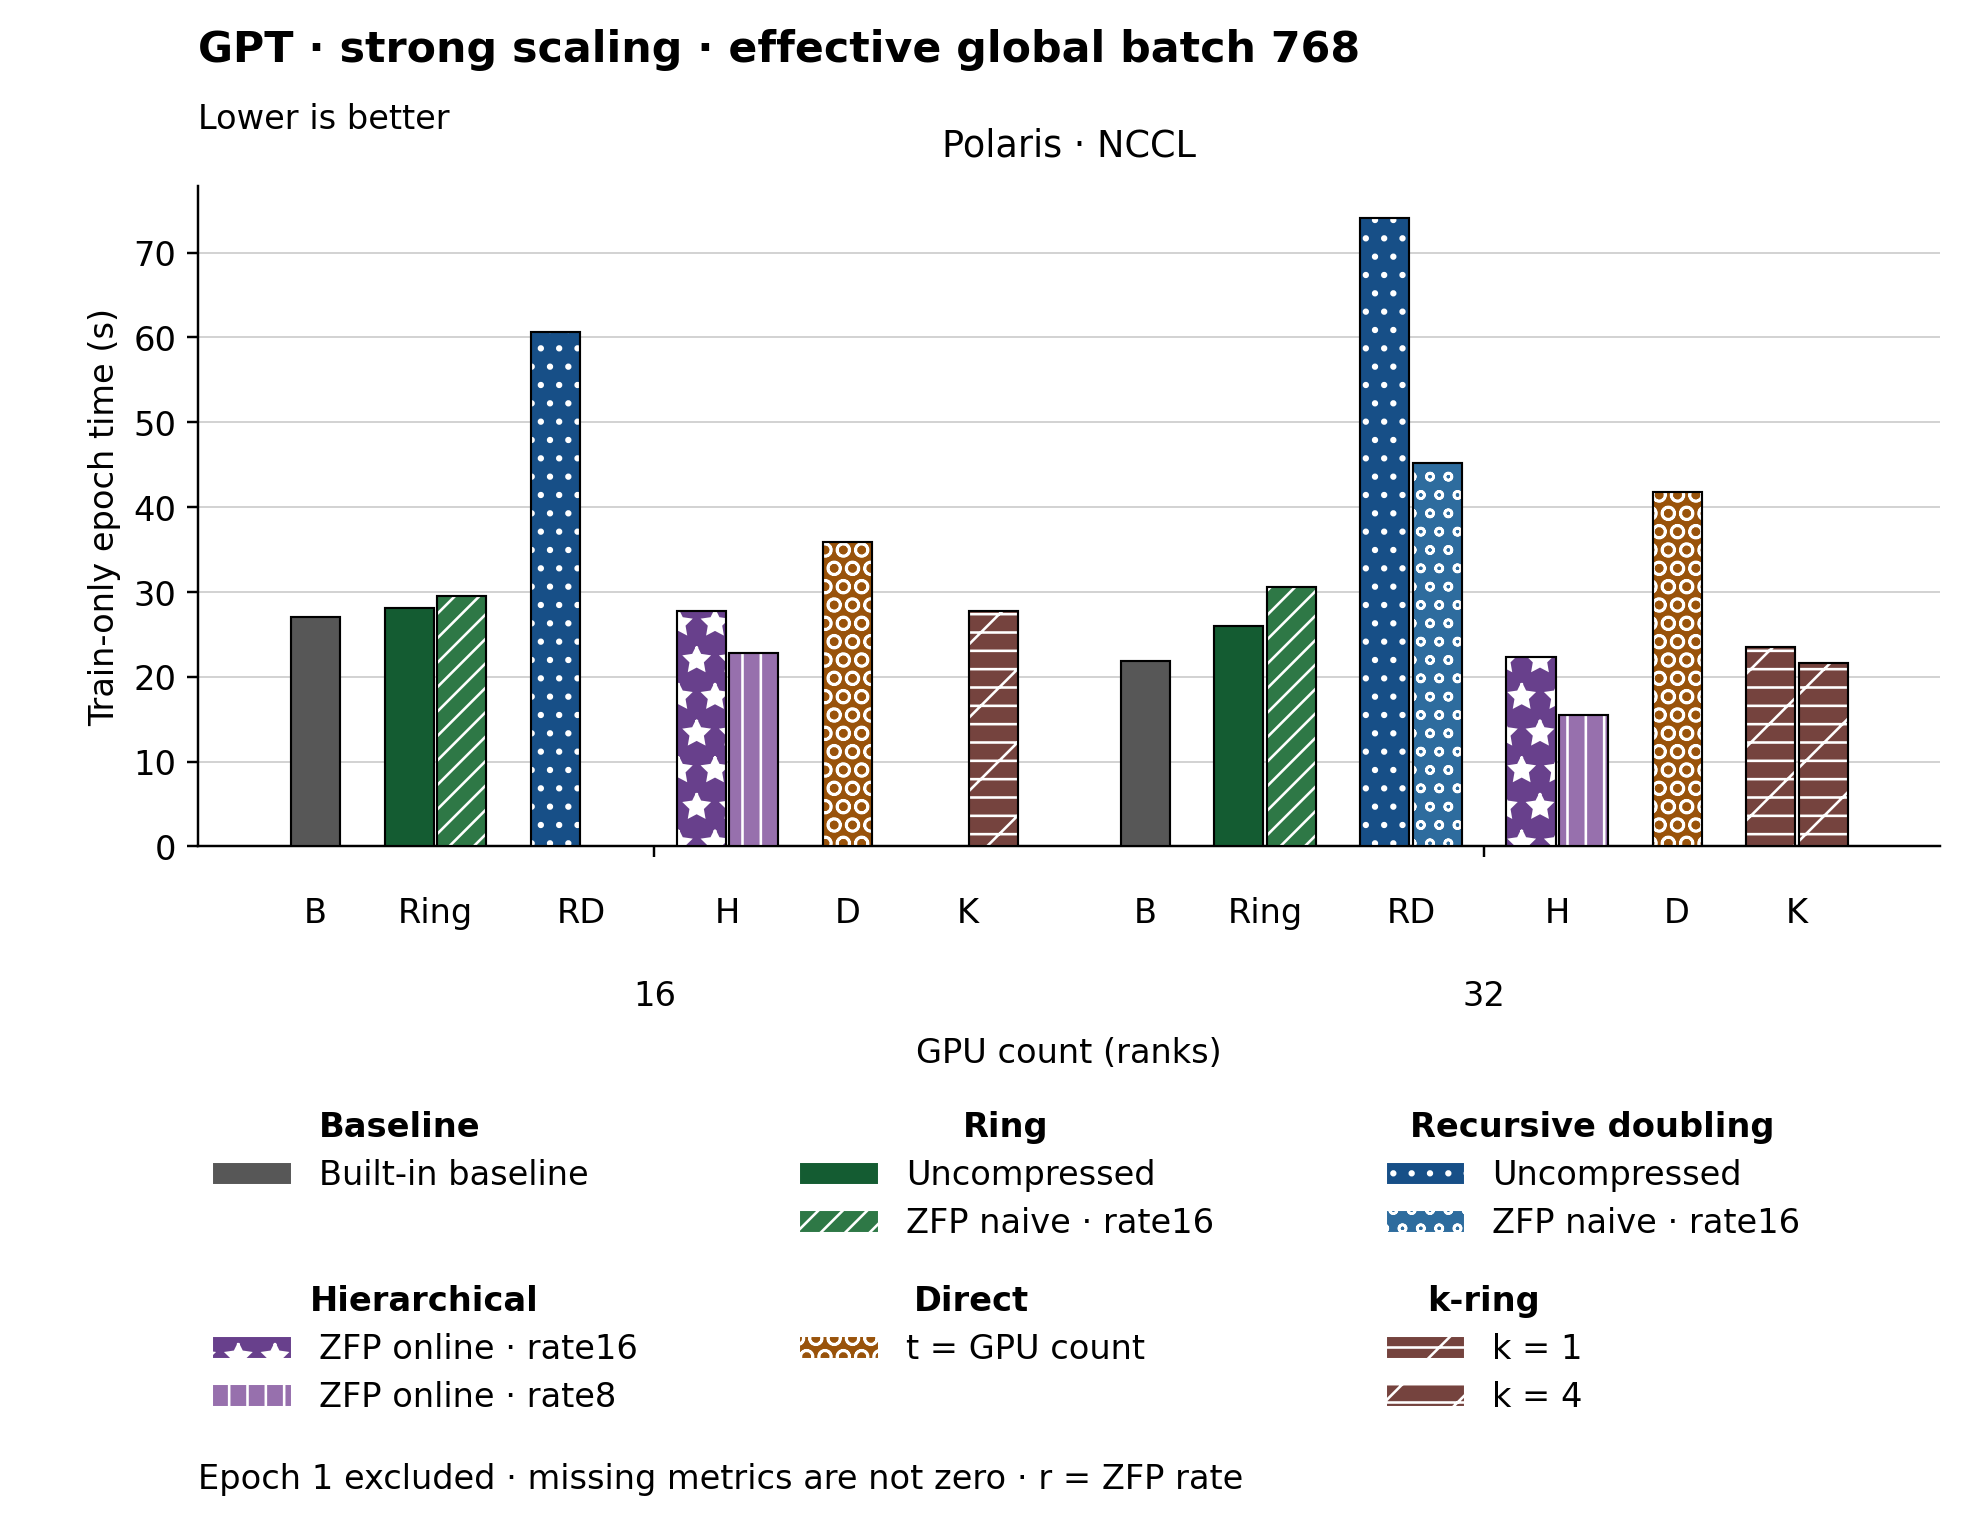 GPT · strong scaling · effective global batch 768
Lower is better
Polaris · NCCL
Train-only epoch time (s)
70
60
50
40
30
20
10
0
B Ring RD H D K B Ring RD H D K
16 32
GPU count (ranks)
Baseline Ring Recursive doubling
Built-in baseline Uncompressed Uncompressed
ZFP naive · rate16 ZFP naive · rate16
Hierarchical Direct k-ring
ZFP online · rate16 t = GPU count k = 1
ZFP online · rate8 k = 4
Epoch 1 excluded · missing metrics are not zero · r = ZFP rate